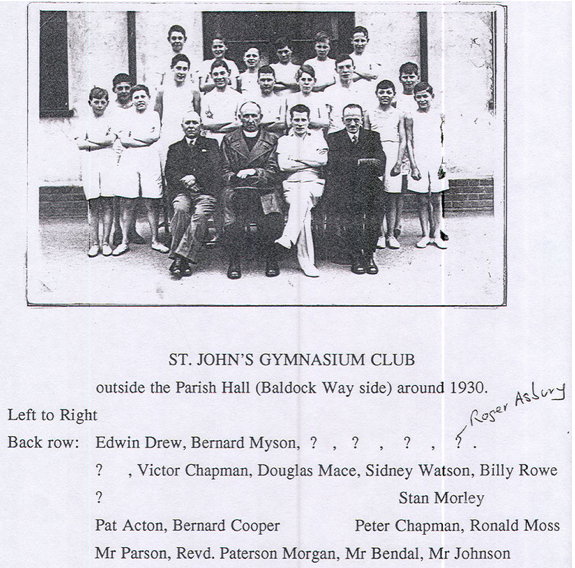 ST. JOHN'S GYMNASIUM CLUB
outside the Parish Hall (Baldock Way side) around 1930.
Roger Asbury
Left to Right
Back row: Edwin Drew, Bernard Myson, ? , ? , ? , ? .
? , Victor Chapman, Douglas Mace, Sidney Watson, Billy Rowe
? Stan Morley
Pat Acton, Bernard Cooper Peter Chapman, Ronald Moss
Mr Parson, Revd. Paterson Morgan, Mr Bendal, Mr Johnson